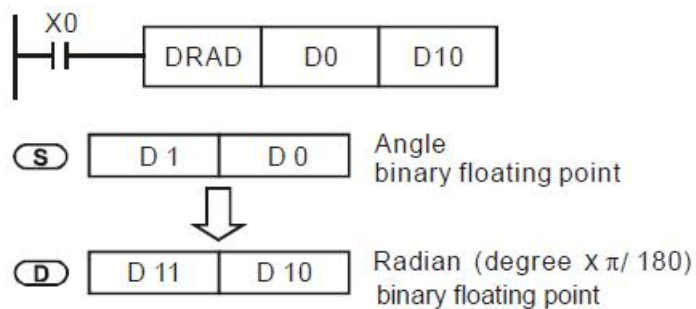 X0
DRAD D0 D10
S D 1 D 0 Angle
binary floating point
D D 11 D 10 Radian (degree x π/ 180)
binary floating point